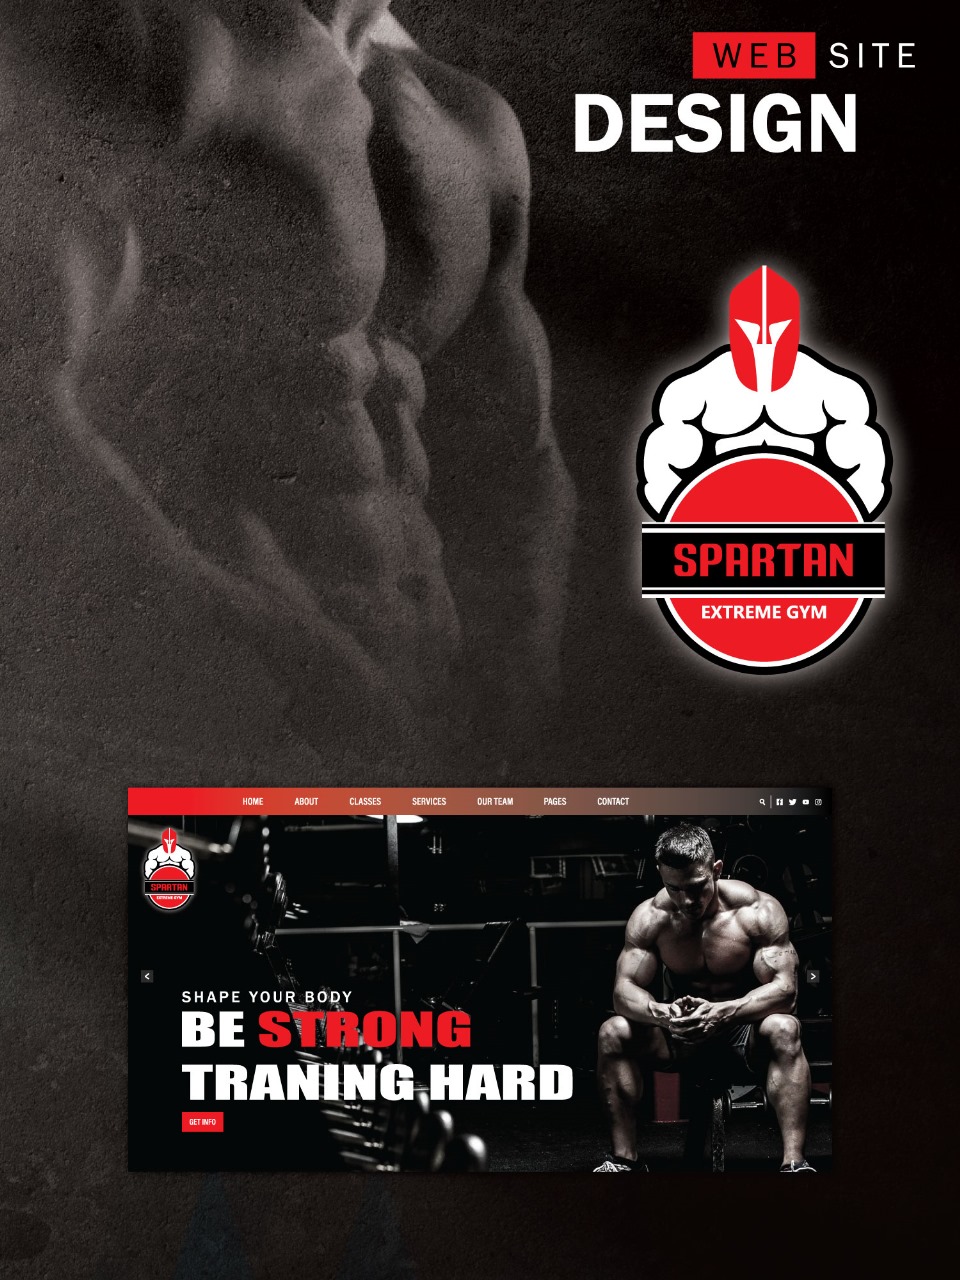 WEB SITE
DESIGN
SPARTAN
EXTREME GYM
HOME ABOUT CLASSES SERVICES OUR TEAM PAGES CONTACT
SPARTAN
EXTREME GYM
SHAPE YOUR BODY
BE STRONG
TRANING HARD
GET INFO